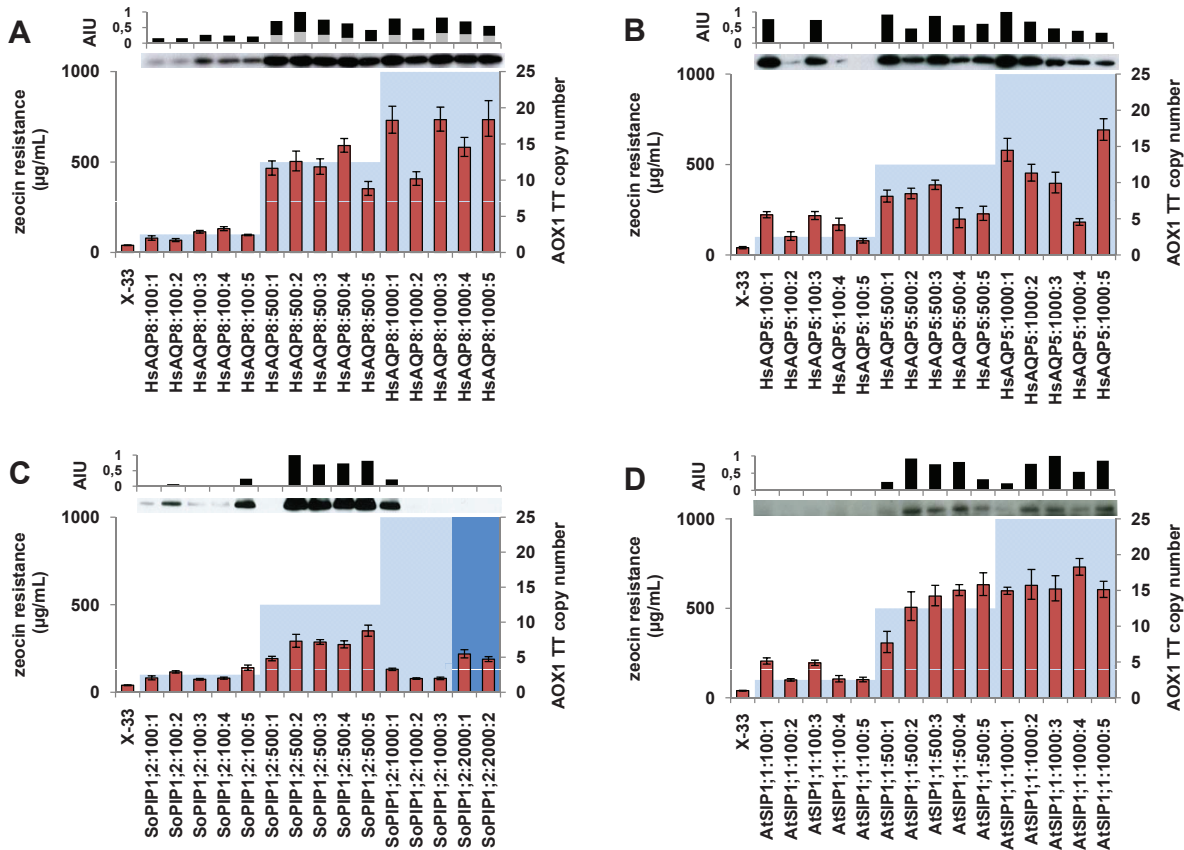 A
AIU
1
0,5
0
zeocin resistance
(µg/mL)
1000
500
0
25
20
15
10
5
0
AOX1 TT copy number
X-33
HsAQP8:100:1
HsAQP8:100:2
HsAQP8:100:3
HsAQP8:100:4
HsAQP8:100:5
HsAQP8:500:1
HsAQP8:500:2
HsAQP8:500:3
HsAQP8:500:4
HsAQP8:500:5
HsAQP8:1000:1
HsAQP8:1000:2
HsAQP8:1000:3
HsAQP8:1000:4
HsAQP8:1000:5
B
AIU
1
0,5
0
zeocin resistance
(µg/mL)
1000
500
0
25
20
15
10
5
0
AOX1 TT copy number
X-33
HsAQP5:100:1
HsAQP5:100:2
HsAQP5:100:3
HsAQP5:100:4
HsAQP5:100:5
HsAQP5:500:1
HsAQP5:500:2
HsAQP5:500:3
HsAQP5:500:4
HsAQP5:500:5
HsAQP5:1000:1
HsAQP5:1000:2
HsAQP5:1000:3
HsAQP5:1000:4
HsAQP5:1000:5
C
AIU
1
0,5
0
zeocin resistance
(µg/mL)
1000
500
0
25
20
15
10
5
0
AOX1 TT copy number
X-33
SoPIP1;2:100:1
SoPIP1;2:100:2
SoPIP1;2:100:3
SoPIP1;2:100:4
SoPIP1;2:100:5
SoPIP1;2:500:1
SoPIP1;2:500:2
SoPIP1;2:500:3
SoPIP1;2:500:4
SoPIP1;2:500:5
SoPIP1;2:1000:1
SoPIP1;2:1000:2
SoPIP1;2:1000:3
SoPIP1;2:2000:1
SoPIP1;2:2000:2
D
AIU
1
0,5
0
zeocin resistance
(µg/mL)
1000
500
0
25
20
15
10
5
0
AOX1 TT copy number
X-33
AtSIP1;1:100:1
AtSIP1;1:100:2
AtSIP1;1:100:3
AtSIP1;1:100:4
AtSIP1;1:100:5
AtSIP1;1:500:1
AtSIP1;1:500:2
AtSIP1;1:500:3
AtSIP1;1:500:4
AtSIP1;1:500:5
AtSIP1;1:1000:1
AtSIP1;1:1000:2
AtSIP1;1:1000:3
AtSIP1;1:1000:4
AtSIP1;1:1000:5